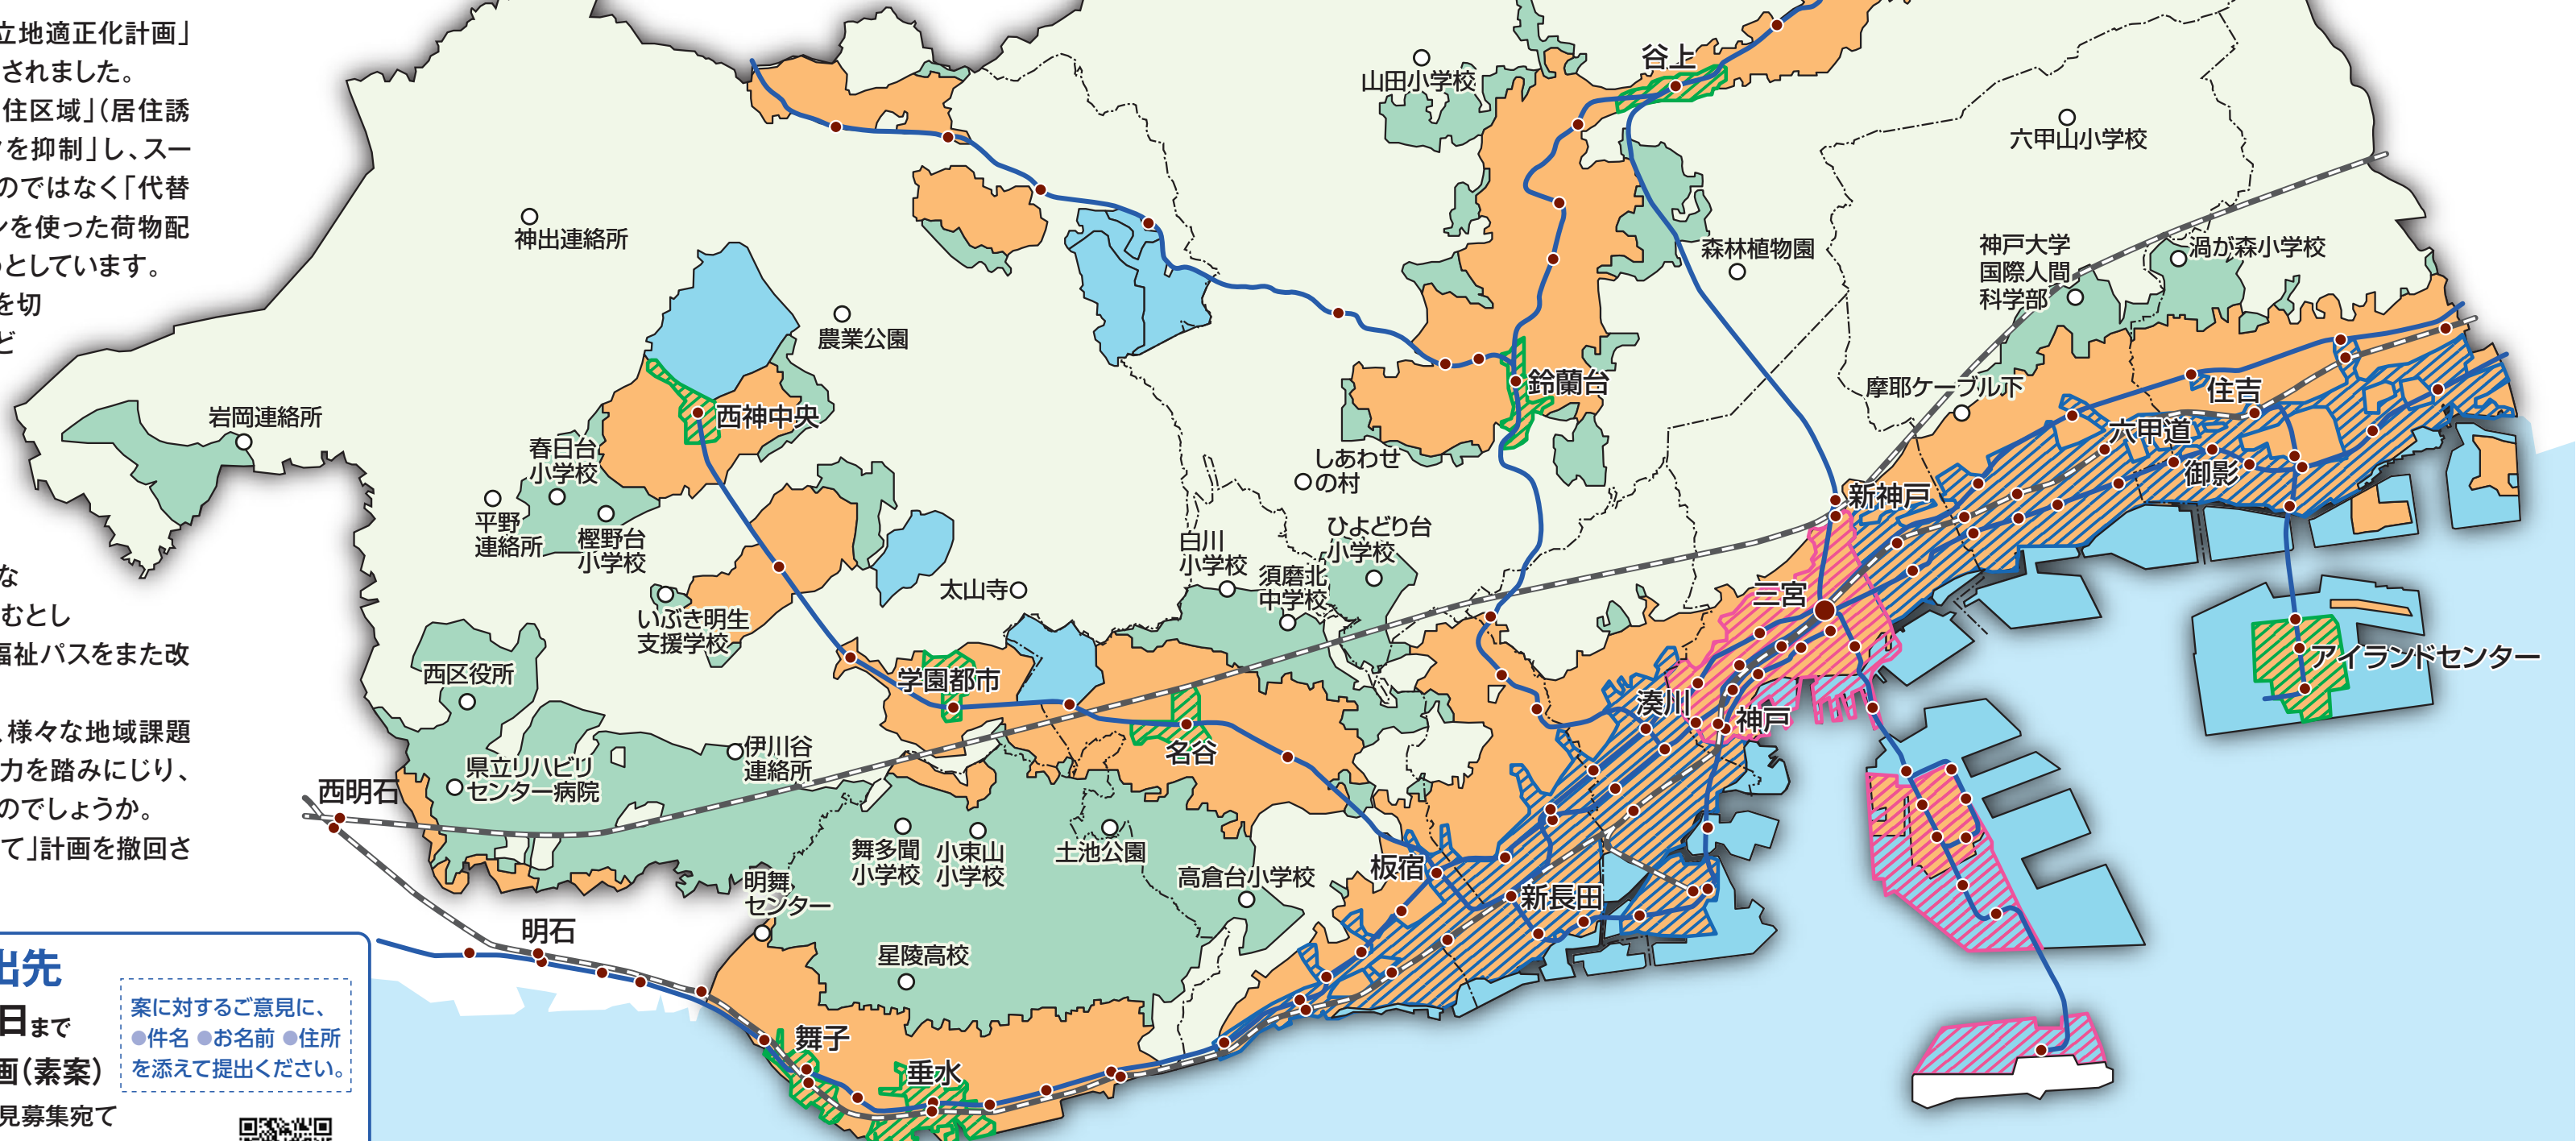 立地適正化計画」
されました。
住区域」（居住誘
を抑制」し、スー
のではなく「代替
ンを使った荷物配
としています。
を切
ど
な
むとし
福祉パスをまた改
、様々な地域課題
力を踏みにじり、
のでしょうか。
て」計画を撤回さ
出先
日まで
画（素案）
見募集宛て
案に対するご意見に、
●件名 ●お名前 ●住所
を添えて提出ください。
谷上
山田小学校
六甲山小学校
神出連絡所
森林植物園
神戸大学
国際人間
科学部
渦が森小学校
農業公園
鈴蘭台
摩耶ケーブル下
住吉
岩岡連絡所
西神中央
六甲道
春日台
小学校
しあわせ
の村
御影
新神戸
平野
連絡所
樫野台
小学校
白川
小学校
ひよどり台
小学校
太山寺
須磨北
中学校
三宮
いぶき明生
支援学校
アイランドセンター
西区役所
学園都市
湊川
神戸
名谷
伊川谷
連絡所
県立リハビリ
センター病院
西明石
舞多聞
小学校
小束山
小学校
土池公園
板宿
高倉台小学校
明舞
センター
新長田
明石
星陵高校
舞子
垂水